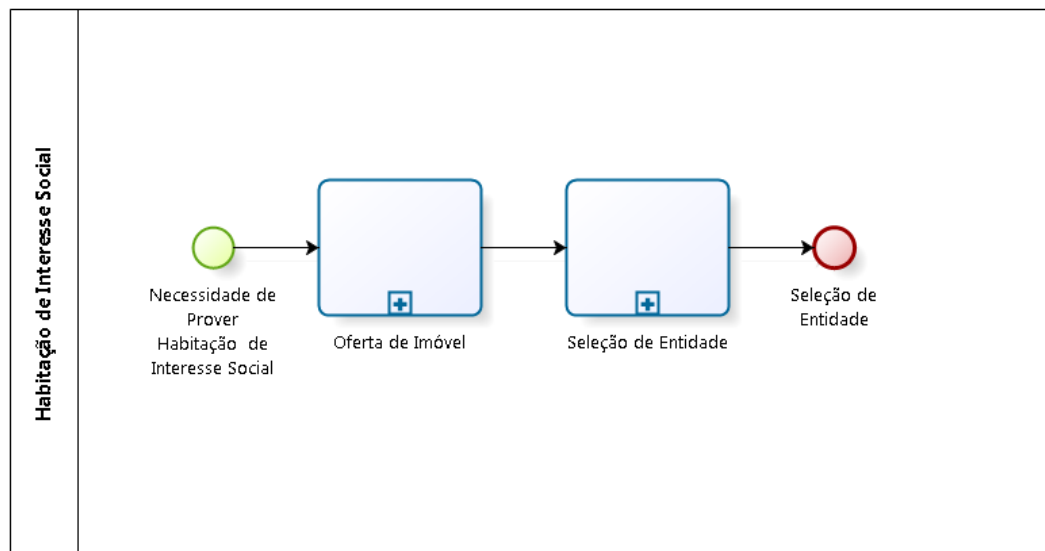 Habitação de Interesse Social
Necessidade de
Prover
Habitação de
Interesse Social
Oferta de Imóvel
Seleção de Entidade
Seleção de
Entidade